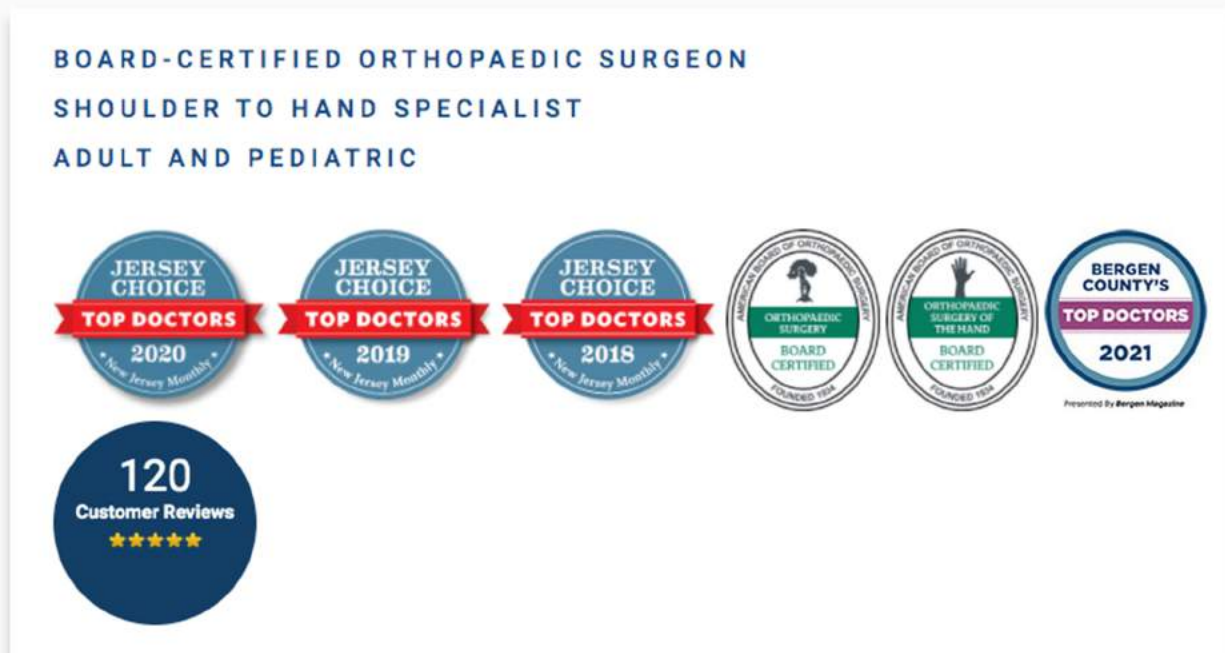 BOARD-CERTIFIED ORTHOPAEDIC SURGEON
SHOULDER TO HAND SPECIALIST
ADULT AND PEDIATRIC
JERSEY
CHOICE
TOP DOCTORS
2020
New Jersey Monthly
JERSEY
CHOICE
TOP DOCTORS
2019
New Jersey Monthly
JERSEY
CHOICE
TOP DOCTORS
2018
New Jersey Monthly
AMERICAN BOARD OF ORTHOPAEDIC SURGERY
ORTHOPAEDIC
SURGERY
BOARD
CERTIFIED
FOUNDED 1934
AMERICAN BOARD OF ORTHOPAEDIC SURGERY
ORTHOPAEDIC
SURGERY OF
THE HAND
BOARD
CERTIFIED
FOUNDED 1934
BERGEN
COUNTY'S
TOP DOCTORS
2021
Presented By Bergen Magazine
120
Customer Reviews